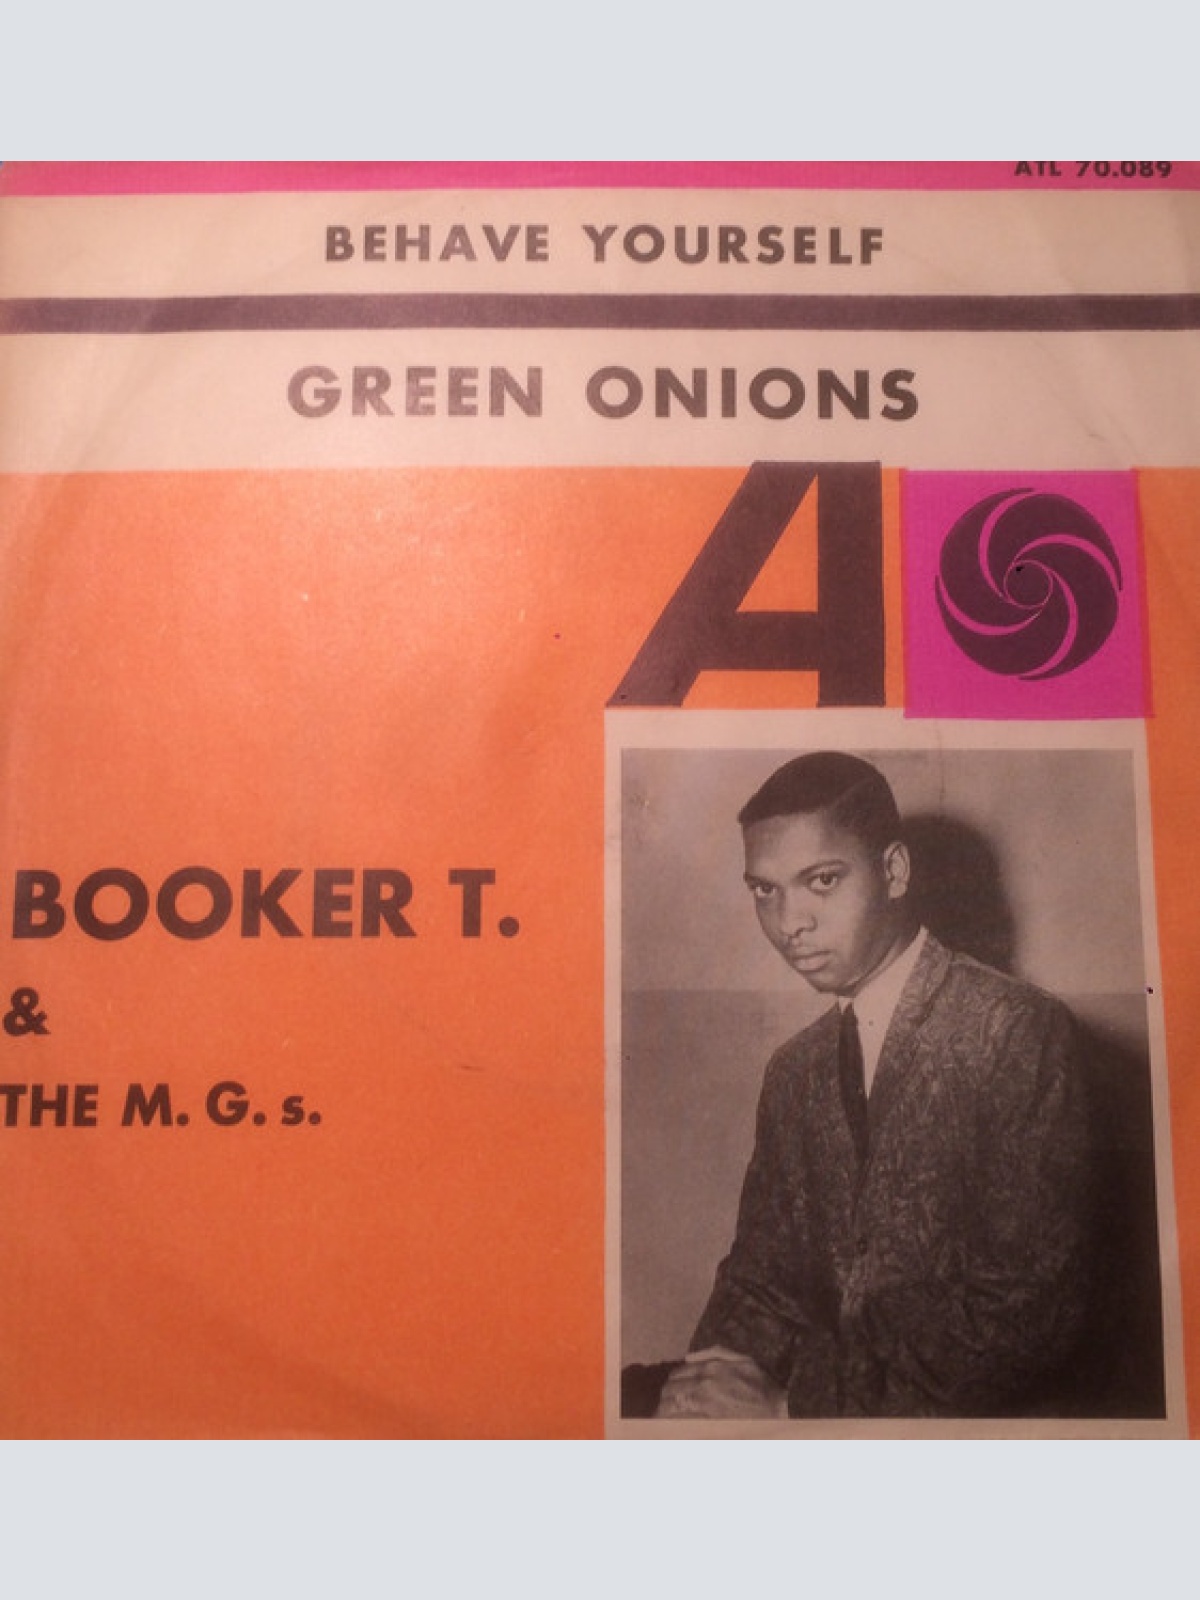 ATL 70.089
BEHAVE YOURSELF
GREEN ONIONS
A
BOOKER T.
&
THE M. G. s.